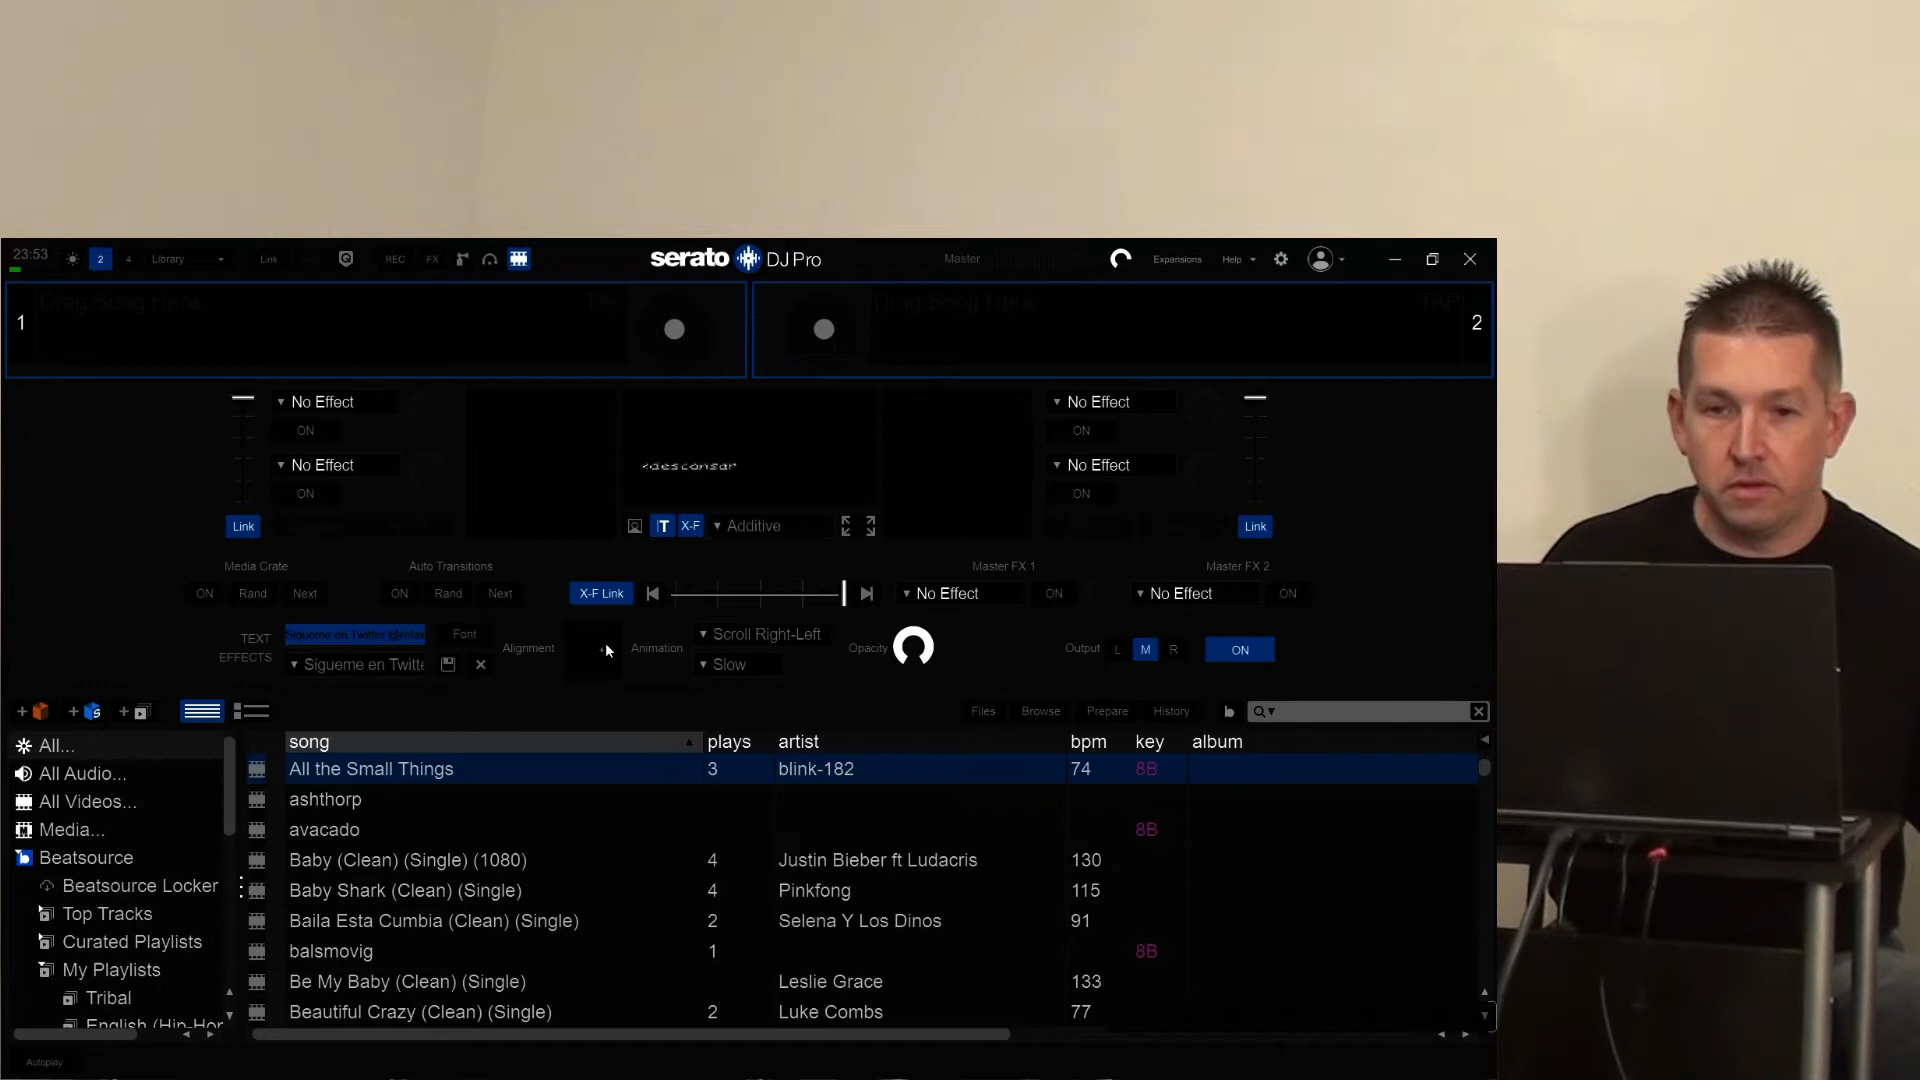 23:53
2
4
Library
Link
REC
FX
serato DJ Pro
Master
Expansions
Help
1
2
No Effect
No Effect
ON
ON
No Effect
No Effect
ON
ON
Link
T
X-F
Additive
Link
Media Crate
Auto Transitions
Master FX 1
Master FX 2
ON
Rand
Next
ON
Rand
Next
X-F Link
No Effect
ON
No Effect
ON
TEXT EFFECTS
Sigueme en Twitter @relax
Font
Sigueme en Twitte
Alignment
Animation
Scroll Right-Left
Slow
Opacity
Output
L
M
R
ON
Files
Browse
Prepare
History
All...
All Audio...
All Videos...
Media...
Beatsource
Beatsource Locker
Top Tracks
Curated Playlists
My Playlists
Tribal
English (Hip-Hor
song plays artist bpm key album
All the Small Things 3 blink-182 74 8B
ashthorp
avacado 8B
Baby (Clean) (Single) (1080) 4 Justin Bieber ft Ludacris 130
Baby Shark (Clean) (Single) 4 Pinkfong 115
Baila Esta Cumbia (Clean) (Single) 2 Selena Y Los Dinos 91
balsmovig 1 8B
Be My Baby (Clean) (Single) Leslie Grace 133
Beautiful Crazy (Clean) (Single) 2 Luke Combs 77
Autoplay